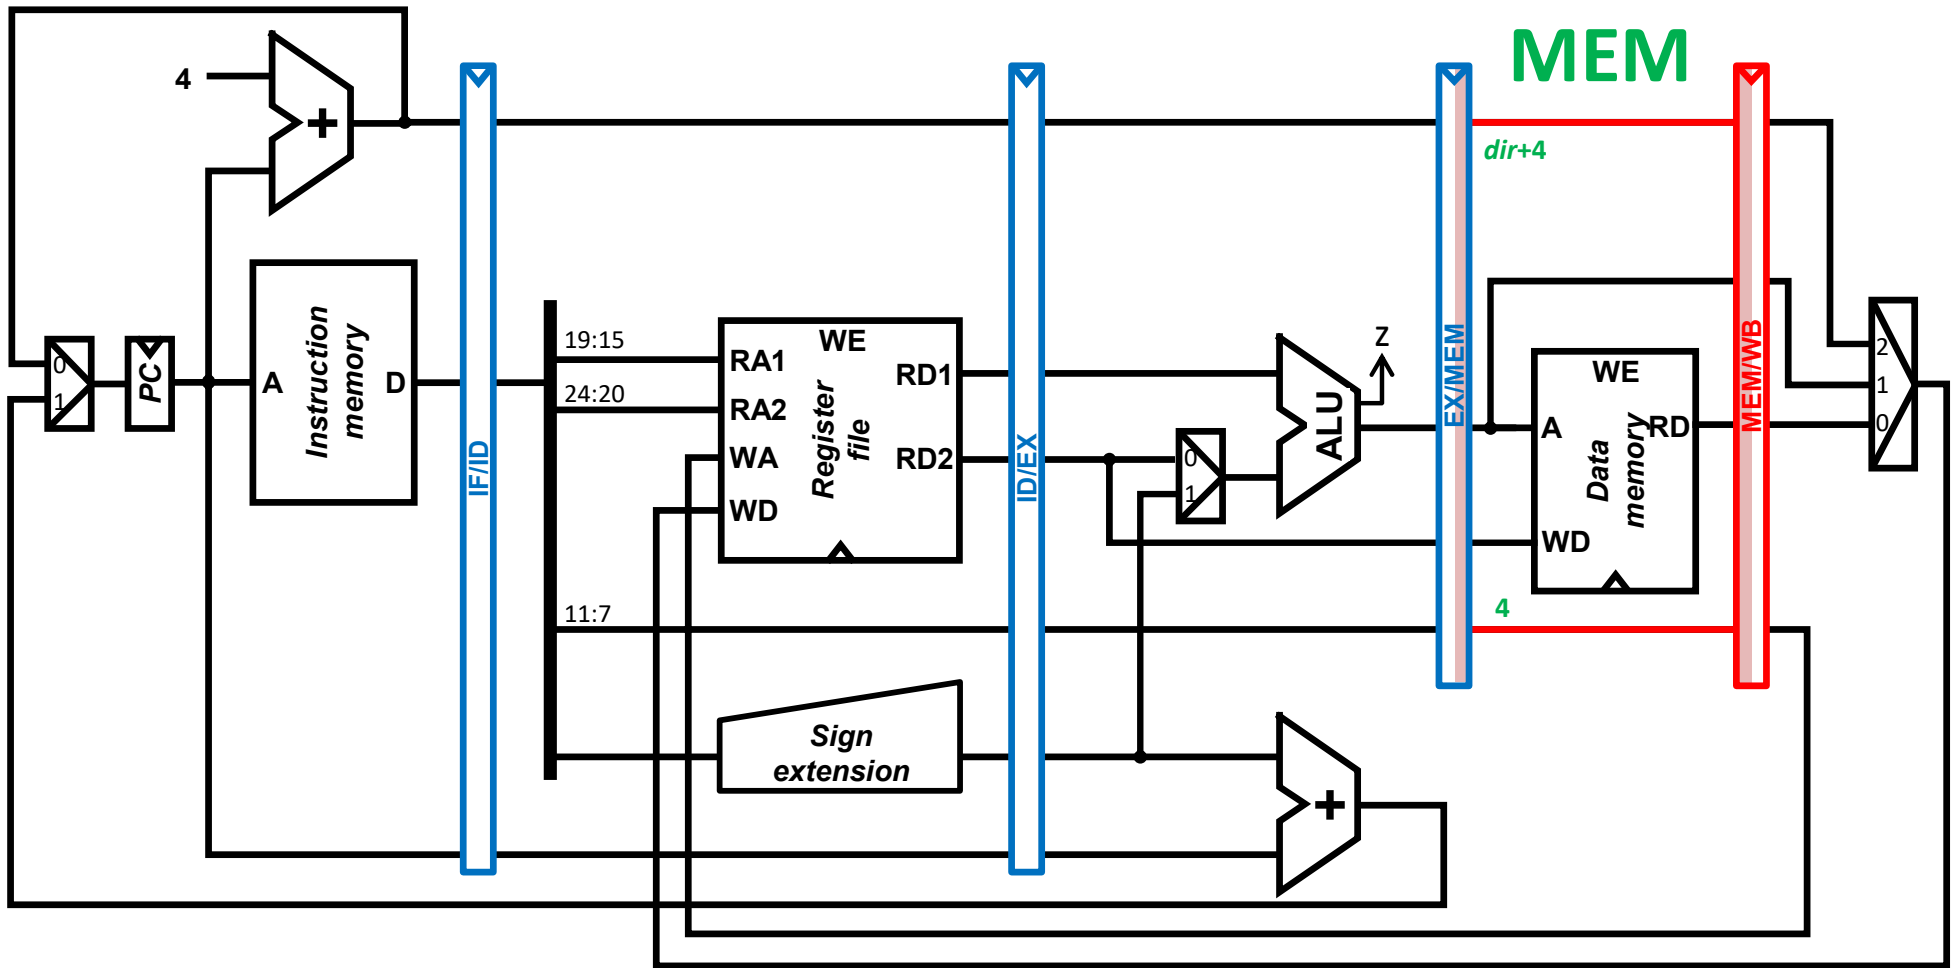 MEM
4
+
dir+4
IF/ID
ID/EX
EX/MEM
MEM/WB
0
1
PC
A
Instruction
memory
D
19:15
24:20
11:7
WE
RA1
RA2
WA
WD
Register
file
RD1
RD2
0
1
ALU
Z
WE
A
RD
WD
Data
memory
2
1
0
4
Sign
extension
+